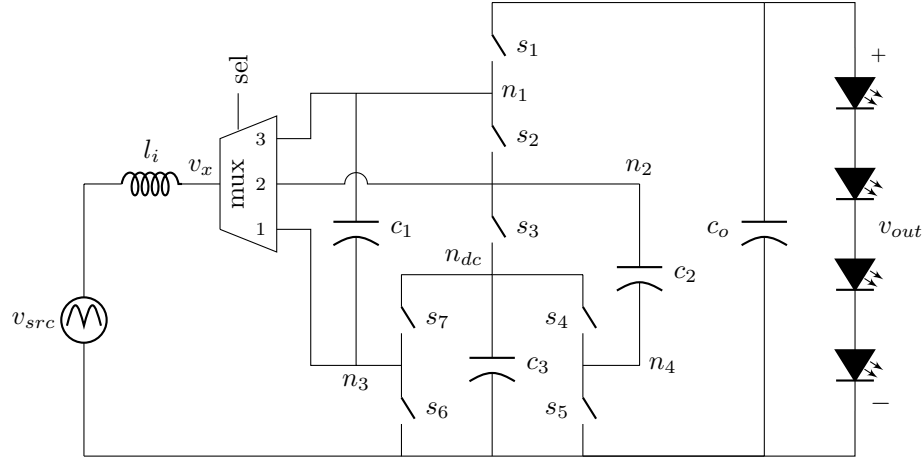 sel
s1
+
n1
3
li
vx
mux
2
s2
n2
1
c1
s3
co
vout
ndc
c2
vsrc
s7
s4
n3
c3
n4
s6
s5
−